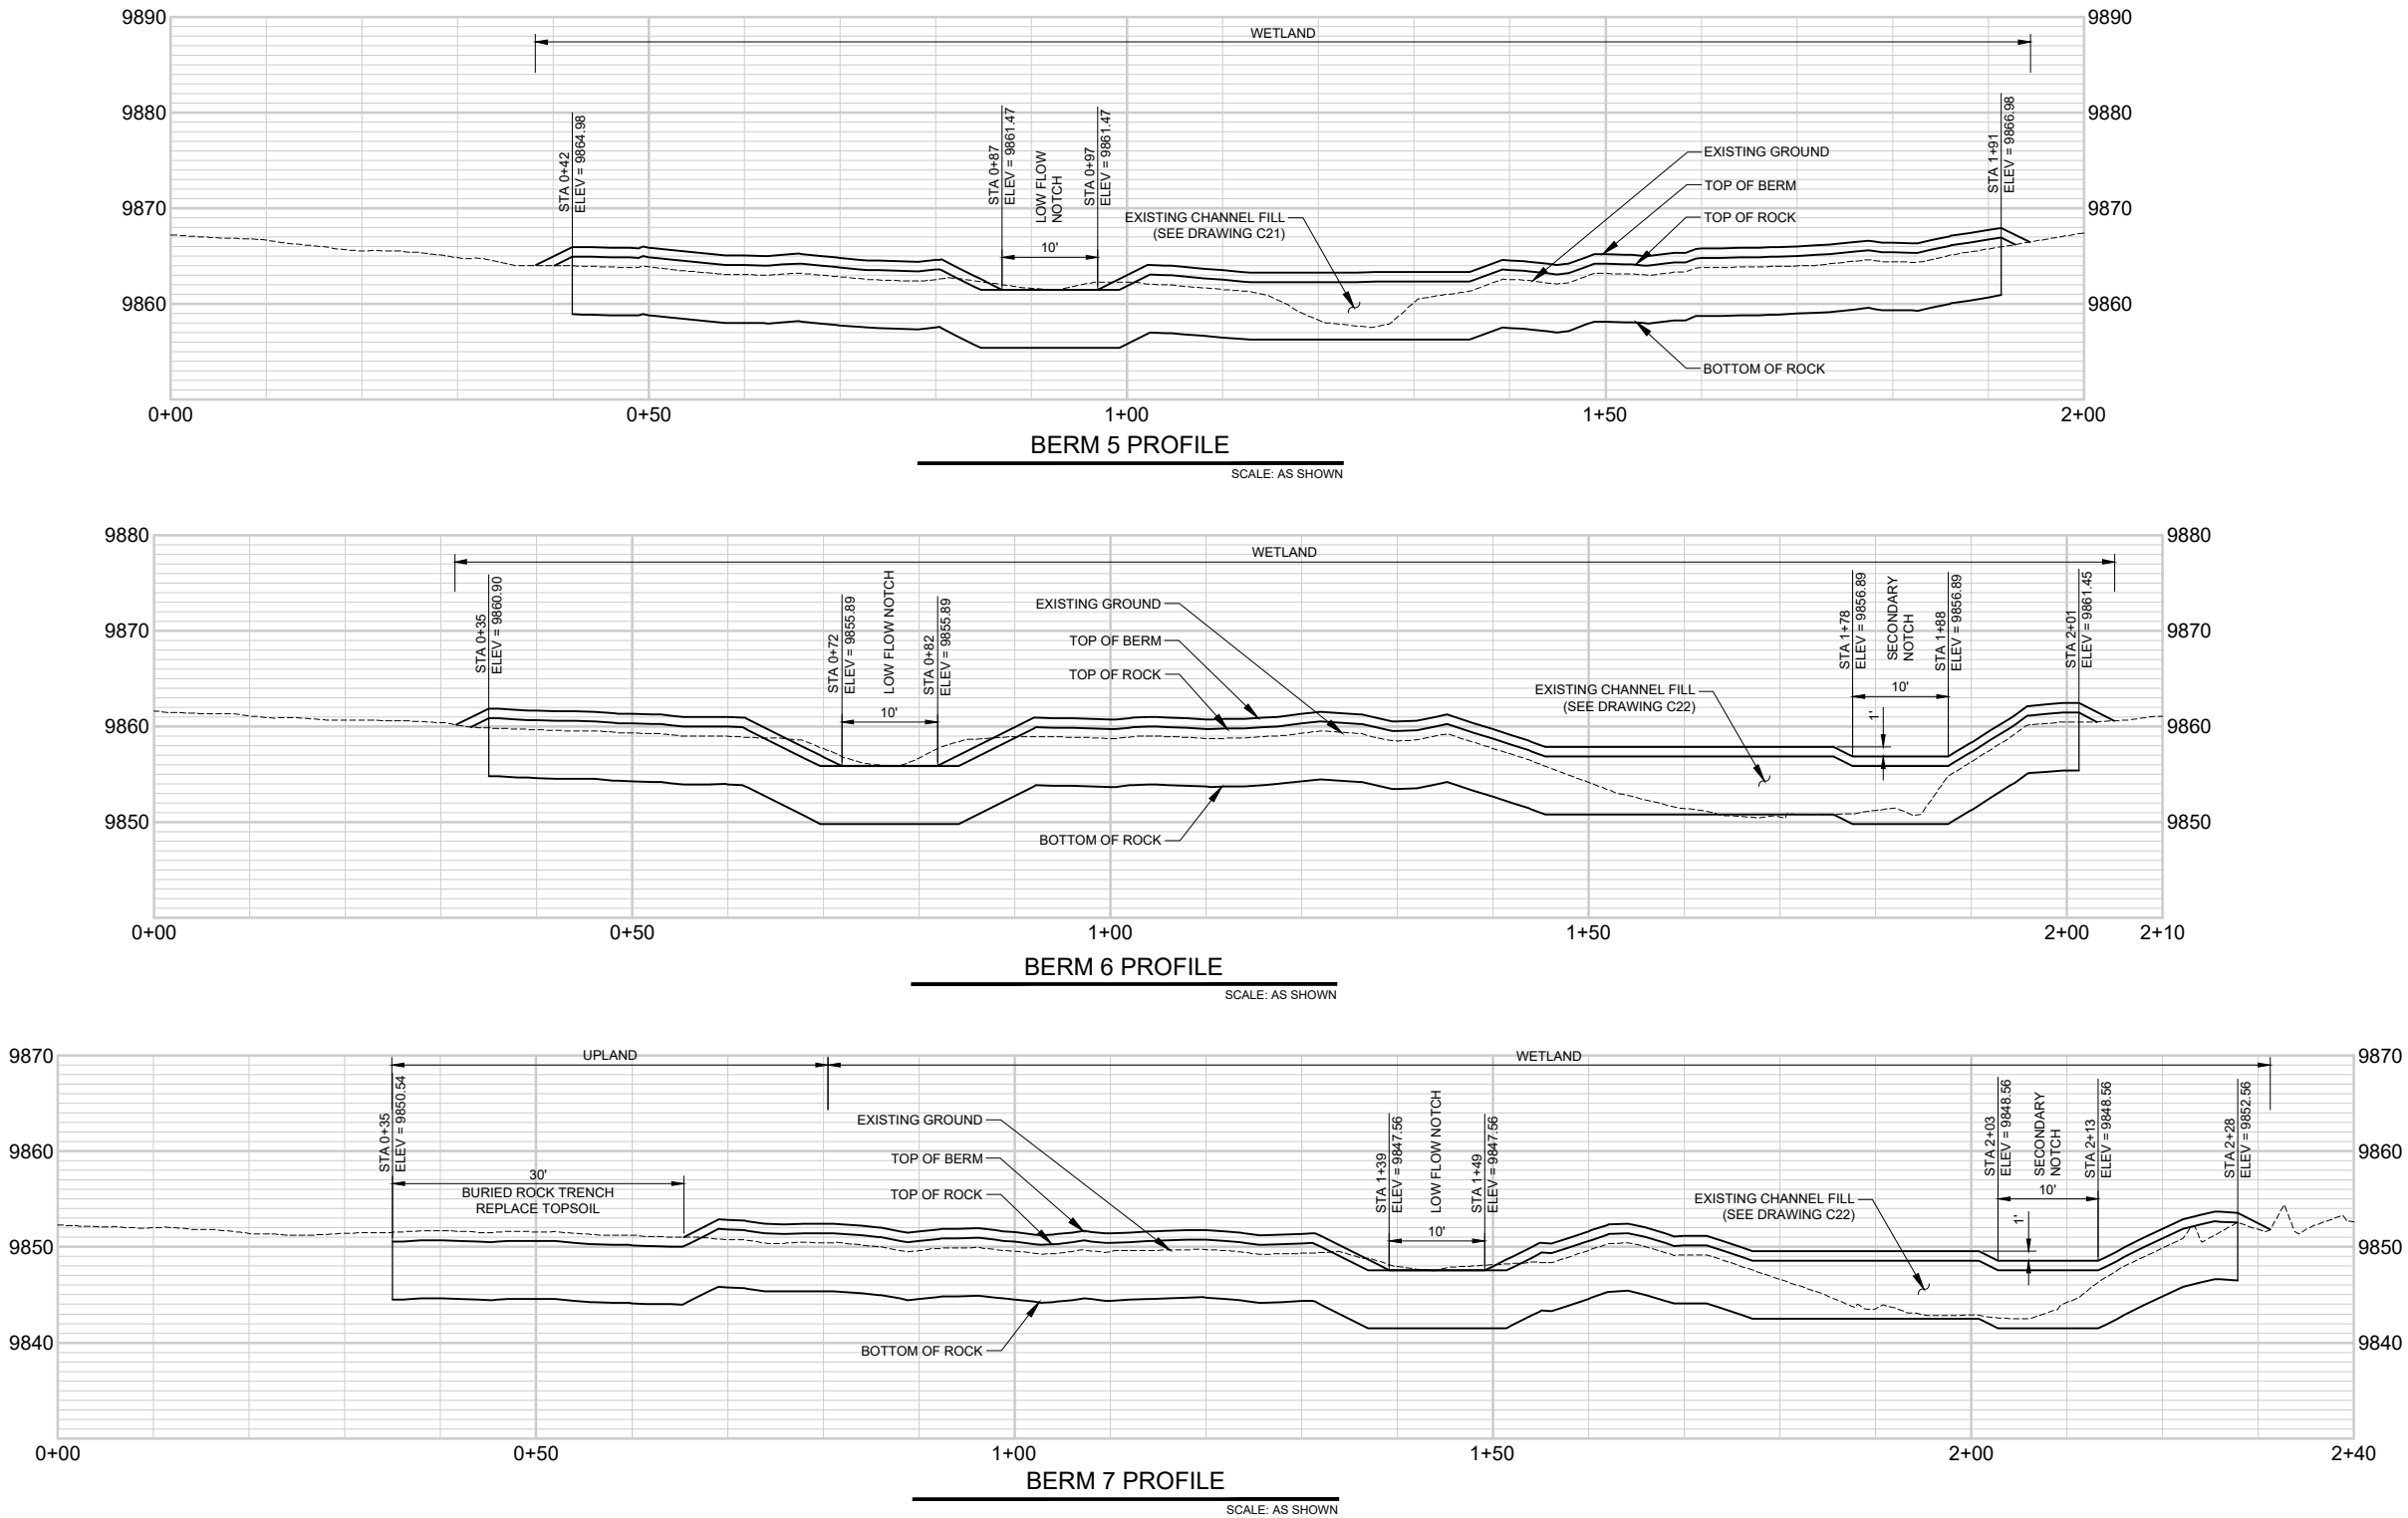 9890
9890
WETLAND
9880
9880
STA 0+42
ELEV = 9864.98
STA 0+87
ELEV = 9861.47
LOW FLOW
NOTCH
STA 0+97
ELEV = 9861.47
10'
EXISTING CHANNEL FILL
(SEE DRAWING C21)
EXISTING GROUND
TOP OF BERM
TOP OF ROCK
STA 1+91
ELEV = 9866.98
9870
9870
9860
9860
BOTTOM OF ROCK
0+00
0+50
1+00
1+50
2+00
BERM 5 PROFILE
SCALE: AS SHOWN
9880
9880
WETLAND
STA 0+35
ELEV = 9860.90
STA 0+72
ELEV = 9855.89
LOW FLOW NOTCH
STA 0+82
ELEV = 9855.89
10'
EXISTING GROUND
TOP OF BERM
TOP OF ROCK
EXISTING CHANNEL FILL
(SEE DRAWING C22)
STA 1+78
ELEV = 9856.89
SECONDARY
NOTCH
STA 1+88
ELEV = 9856.89
10'
1'
STA 2+01
ELEV = 9861.45
9870
9870
9860
9860
9850
9850
BOTTOM OF ROCK
0+00
0+50
1+00
1+50
2+00
2+10
BERM 6 PROFILE
SCALE: AS SHOWN
9870
9870
UPLAND
WETLAND
STA 0+35
ELEV = 9850.54
30'
BURIED ROCK TRENCH
REPLACE TOPSOIL
EXISTING GROUND
TOP OF BERM
TOP OF ROCK
STA 1+39
ELEV = 9847.56
LOW FLOW NOTCH
STA 1+49
ELEV = 9847.56
10'
EXISTING CHANNEL FILL
(SEE DRAWING C22)
STA 2+03
ELEV = 9848.56
SECONDARY
NOTCH
STA 2+13
ELEV = 9848.56
10'
1'
STA 2+28
ELEV = 9852.56
9860
9860
9850
9850
9840
9840
BOTTOM OF ROCK
0+00
0+50
1+00
1+50
2+00
2+40
BERM 7 PROFILE
SCALE: AS SHOWN